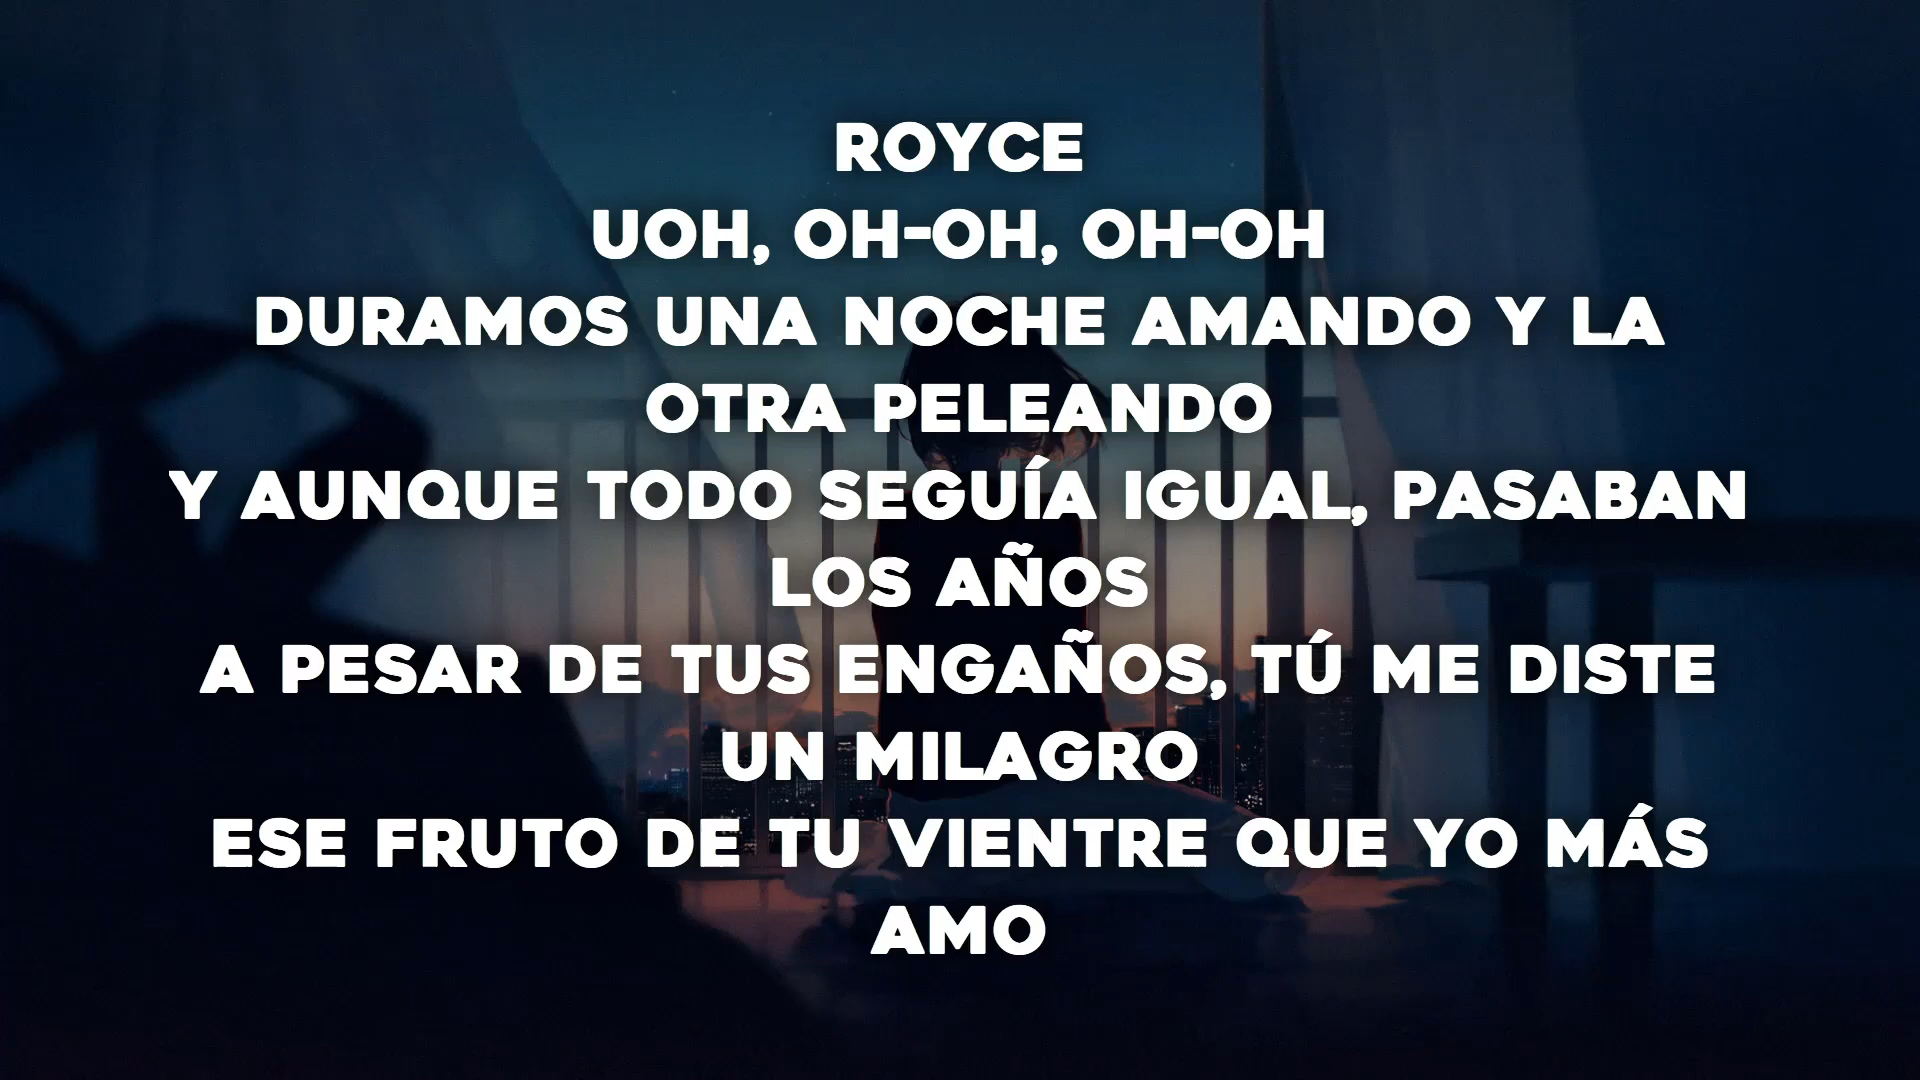 ROYCE
UOH, OH-OH, OH-OH
DURAMOS UNA NOCHE AMANDO Y LA
OTRA PELEANDO
Y AUNQUE TODO SEGUÍA IGUAL, PASABAN
LOS AÑOS
A PESAR DE TUS ENGAÑOS, TÚ ME DISTE
UN MILAGRO
ESE FRUTO DE TU VIENTRE QUE YO MÁS
AMO